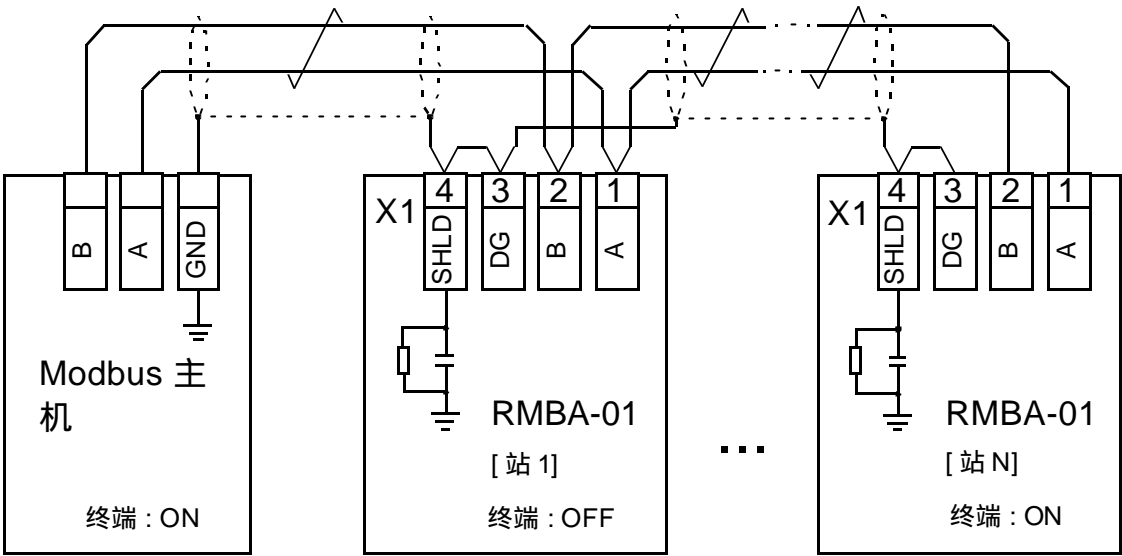 B A GND
Modbus 主
机
终端 : ON
X1 4 3 2 1
SHLD DG B A
RMBA-01
[ 站 1]
终端 : OFF
...
X1 4 3 2 1
SHLD DG B A
RMBA-01
[ 站 N]
终端 : ON